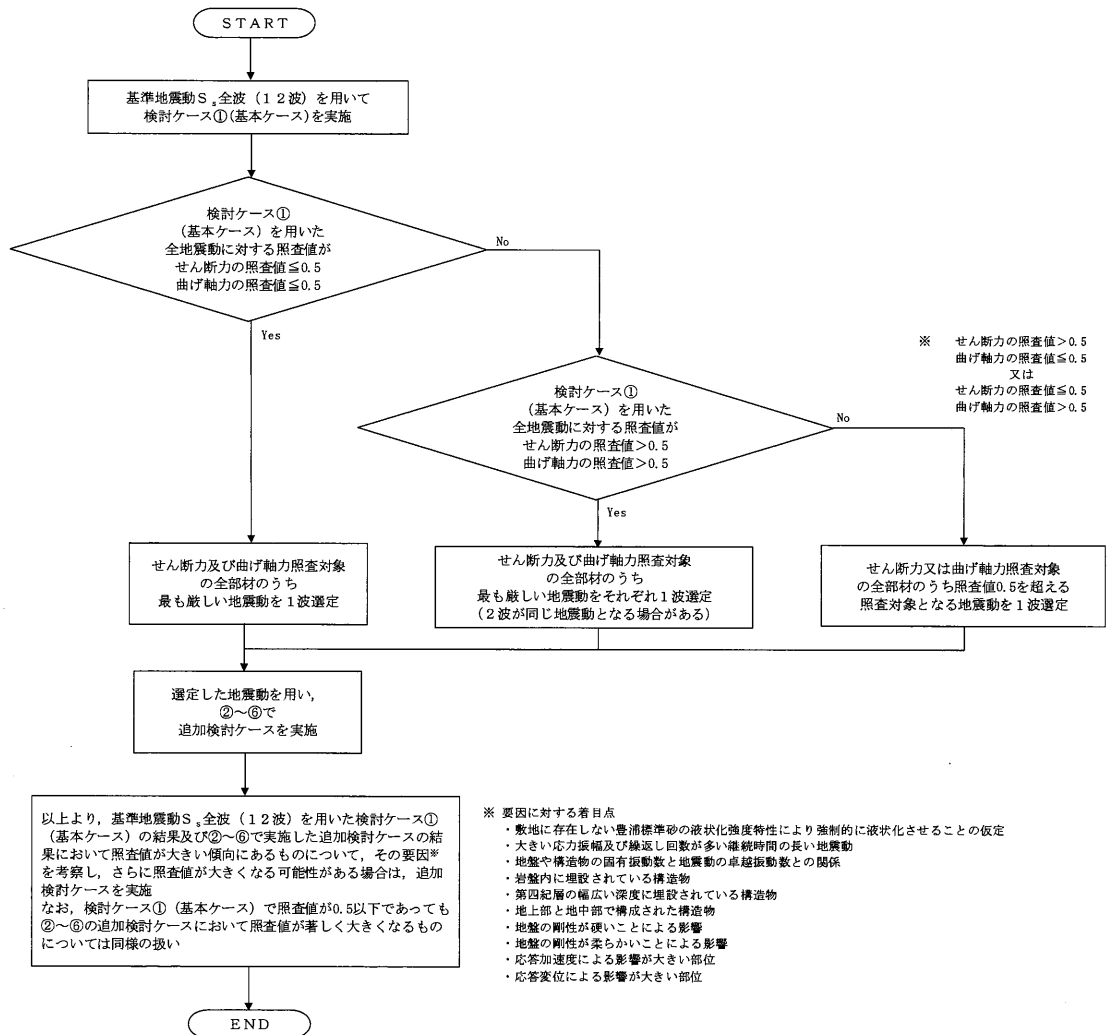 START
基準地震動Ｓs全波（１２波）を用いて
検討ケース①(基本ケース)を実施
検討ケース①
(基本ケース）を用いた
全地震動に対する照査値が
せん断力の照査値≦0.5
曲げ軸力の照査値≦0.5
No
Yes
※ せん断力の照査値＞0.5
曲げ軸力の照査値≦0.5
又は
せん断力の照査値≦0.5
曲げ軸力の照査値＞0.5
検討ケース①
(基本ケース）を用いた
全地震動に対する照査値が
せん断力の照査値＞0.5
曲げ軸力の照査値＞0.5
No
Yes
せん断力及び曲げ軸力照査対象
の全部材のうち
最も厳しい地震動を１波選定
せん断力及び曲げ軸力照査対象
の全部材のうち
最も厳しい地震動をそれぞれ１波選定
（２波が同じ地震動となる場合がある）
せん断力又は曲げ軸力照査対象
の全部材のうち照査値0.5を超える
照査対象となる地震動を１波選定
選定した地震動を用い，
②～⑥で
追加検討ケースを実施
以上より，基準地震動Ｓs全波（１２波）を用いた検討ケース①
（基本ケース）の結果及び②～⑥で実施した追加検討ケースの結
果において照査値が大きい傾向にあるものについて，その要因※
を考察し，さらに照査値が大きくなる可能性がある場合は，追加
検討ケースを実施
なお，検討ケース①（基本ケース）で照査値が0.5以下であっても
②～⑥の追加検討ケースにおいて照査値が著しく大きくなるもの
については同様の扱い
※ 要因に対する着目点
・敷地に存在しない豊浦標準砂の液状化強度特性により強制的に液状化させることの仮定
・大きい応力振幅及び繰返し回数が多い継続時間の長い地震動
・地盤や構造物の固有振動数と地震動の卓越振動数との関係
・岩盤内に埋設されている構造物
・第四紀層の幅広い深度に埋設されている構造物
・地上部と地中部で構成された構造物
・地盤の剛性が硬いことによる影響
・地盤の剛性が柔らかいことによる影響
・応答加速度による影響が大きい部位
・応答変位による影響が大きい部位
END